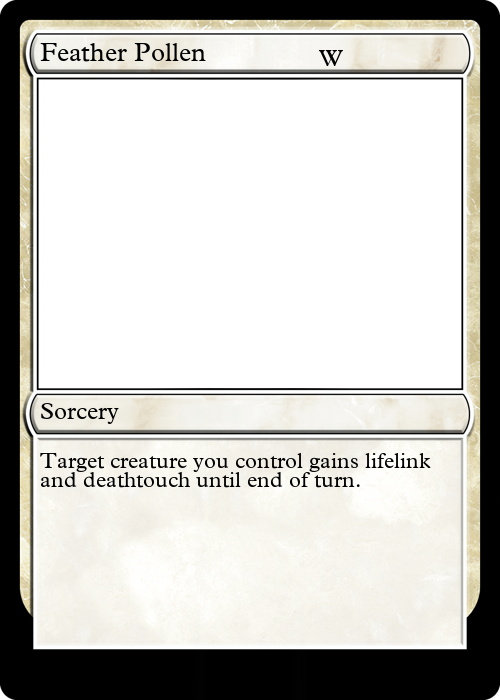 Feather Pollen W
Sorcery
Target creature you control gains lifelink
and deathtouch until end of turn.